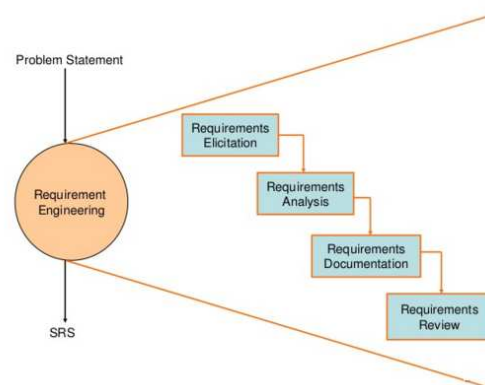 Problem Statement
Requirements
Elicitation
Requirement
Engineering
Requirements
Analysis
Requirements
Documentation
Requirements
Review
SRS